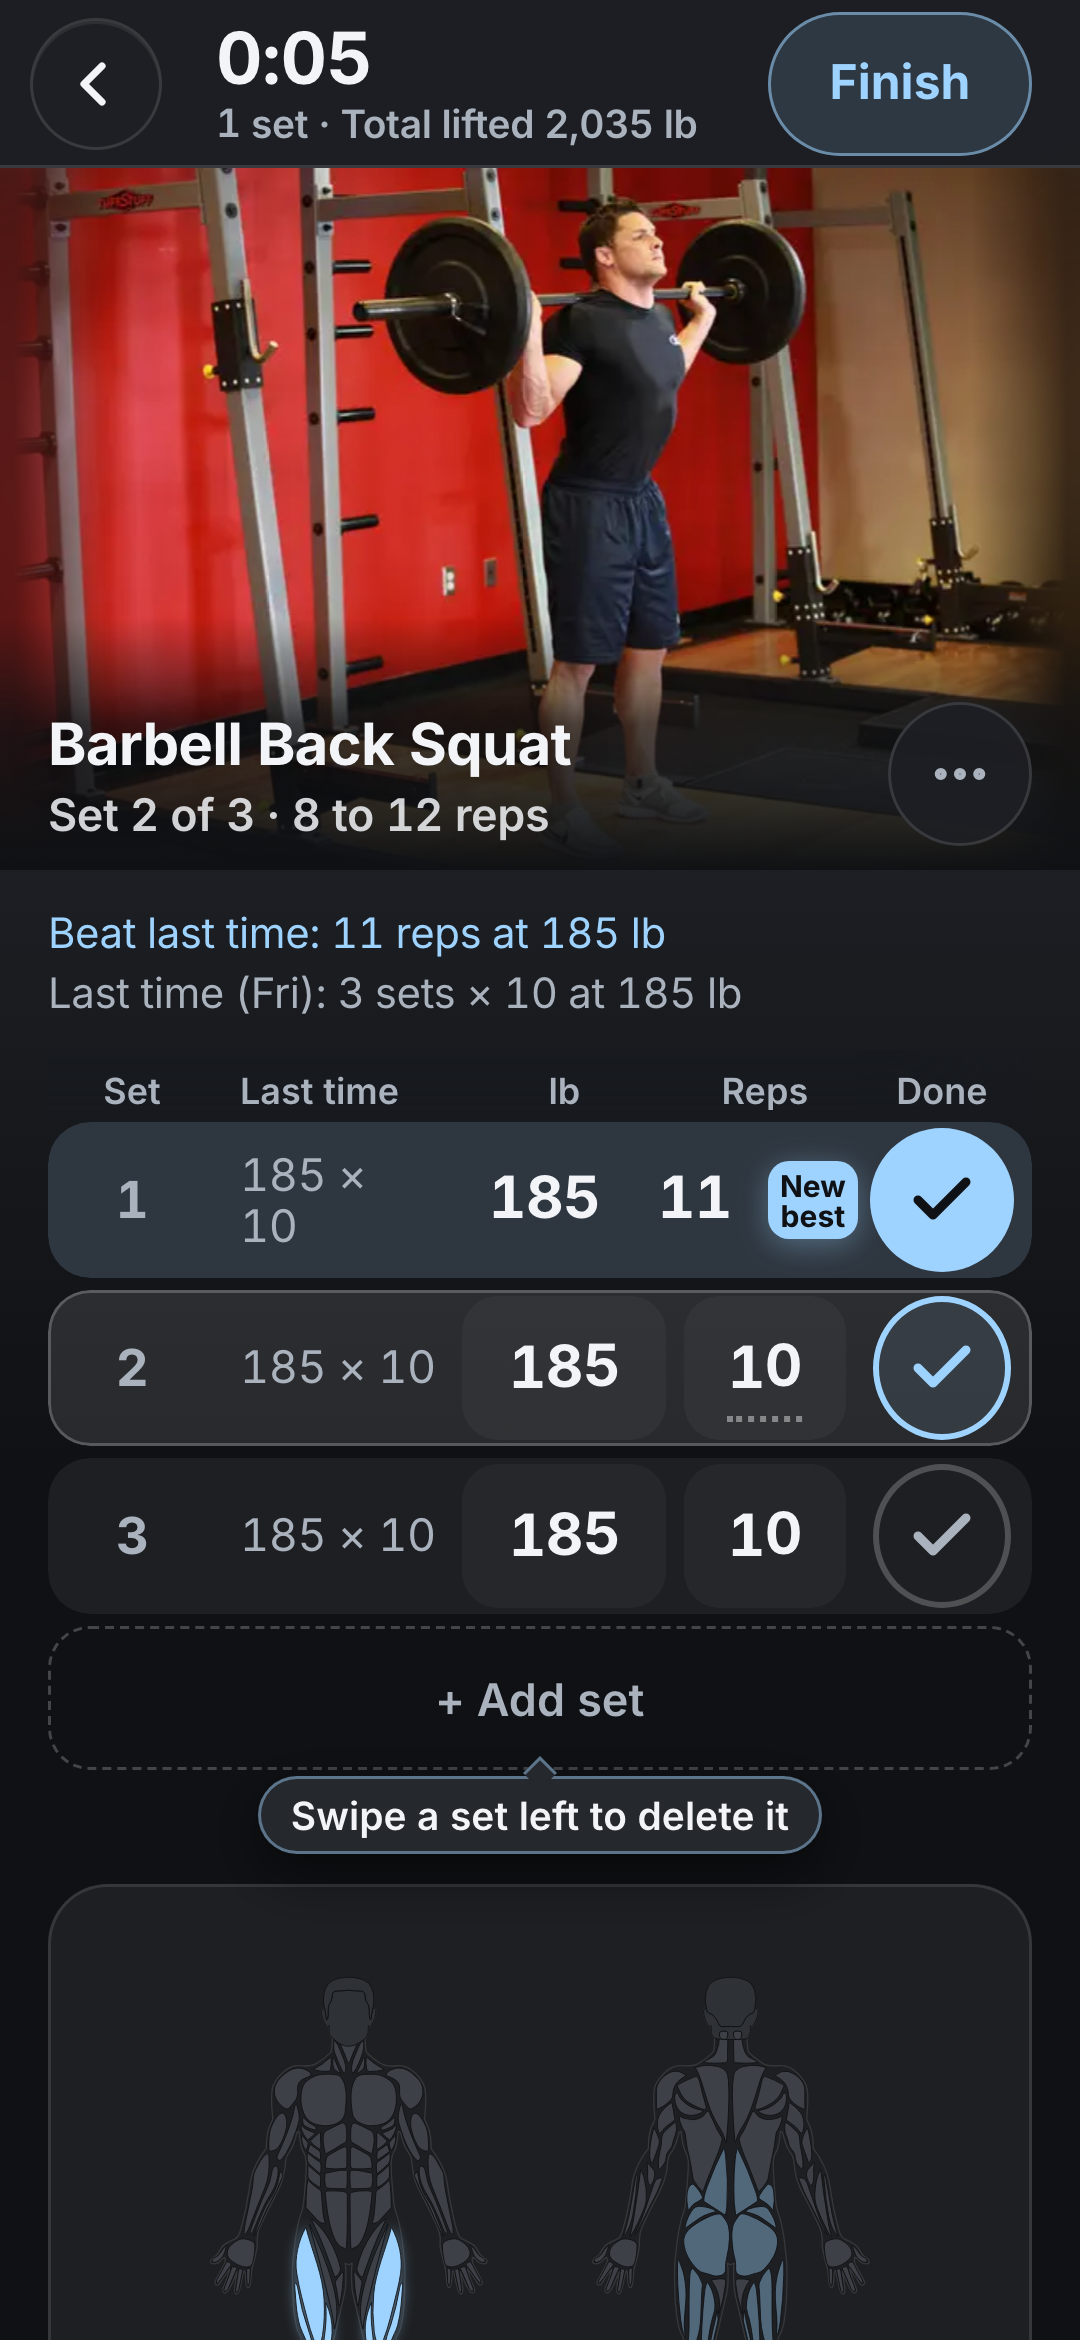 0:05
Finish
1 set · Total lifted 2,035 lb
Barbell Back Squat
Set 2 of 3 · 8 to 12 reps
Beat last time: 11 reps at 185 lb
Last time (Fri): 3 sets × 10 at 185 lb
Set Last time lb Reps Done
1 185 × 10 185 11 New best
2 185 × 10 185 10
3 185 × 10 185 10
+ Add set
Swipe a set left to delete it